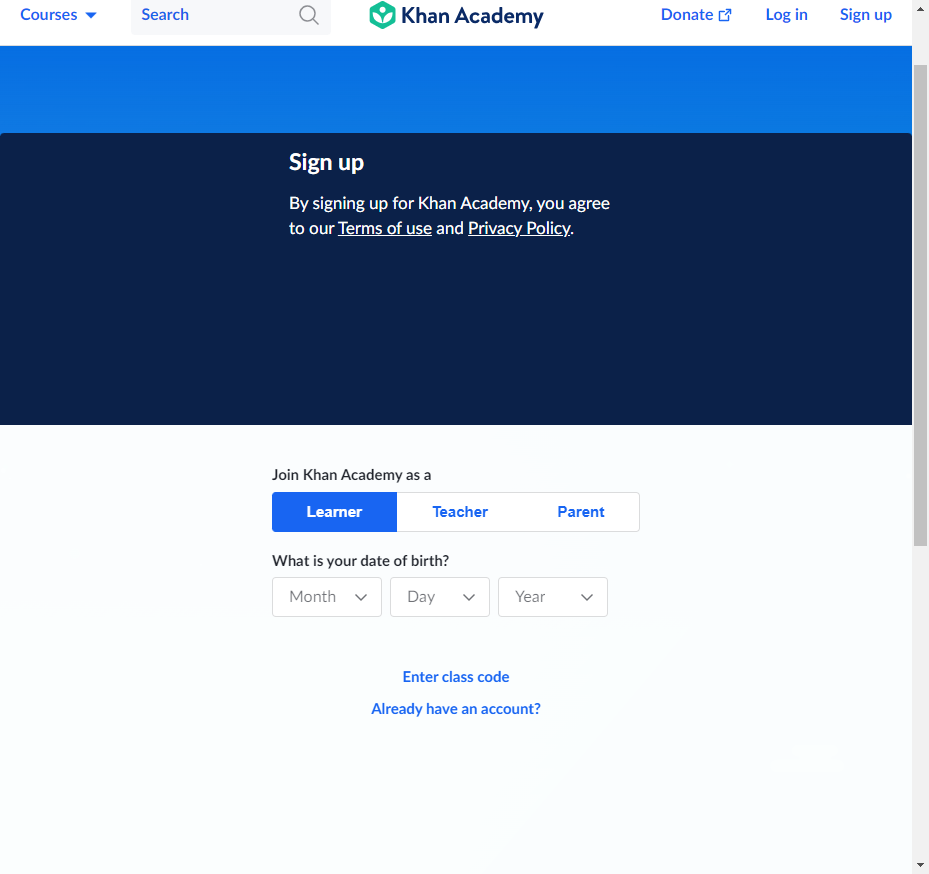 Courses
Search
Khan Academy
Donate
Log in
Sign up
Sign up
By signing up for Khan Academy, you agree
to our Terms of use and Privacy Policy.
Join Khan Academy as a
Learner
Teacher
Parent
What is your date of birth?
Month
Day
Year
Enter class code
Already have an account?